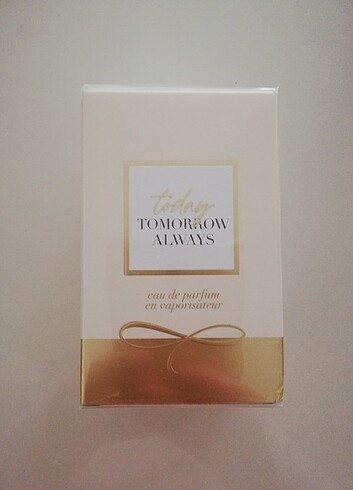 today
TOMORROW
ALWAYS
eau de parfum
en vaporisateur